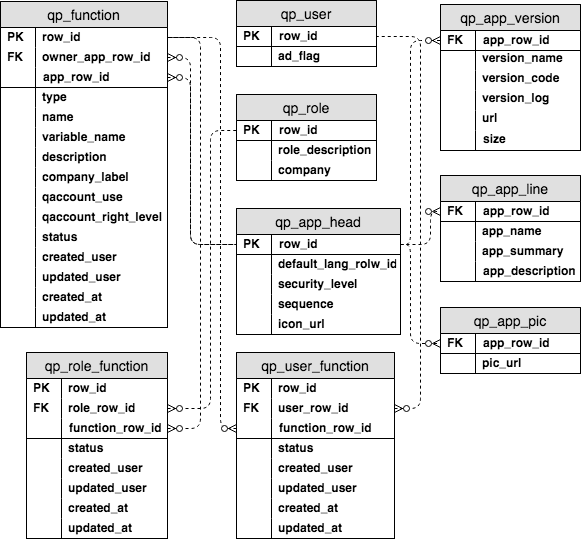 qp_function
PK row_id
FK owner_app_row_id
app_row_id
type
name
variable_name
description
company_label
qaccount_use
qaccount_right_level
status
created_user
updated_user
created_at
updated_at
qp_user
PK row_id
ad_flag
qp_role
PK row_id
role_description
company
qp_app_head
PK row_id
default_lang_rolw_id
security_level
sequence
icon_url
qp_app_version
FK app_row_id
version_name
version_code
version_log
url
size
qp_app_line
FK app_row_id
app_name
app_summary
app_description
qp_app_pic
FK app_row_id
pic_url
qp_role_function
PK row_id
FK role_row_id
function_row_id
status
created_user
updated_user
created_at
updated_at
qp_user_function
PK row_id
FK user_row_id
function_row_id
status
created_user
updated_user
created_at
updated_at